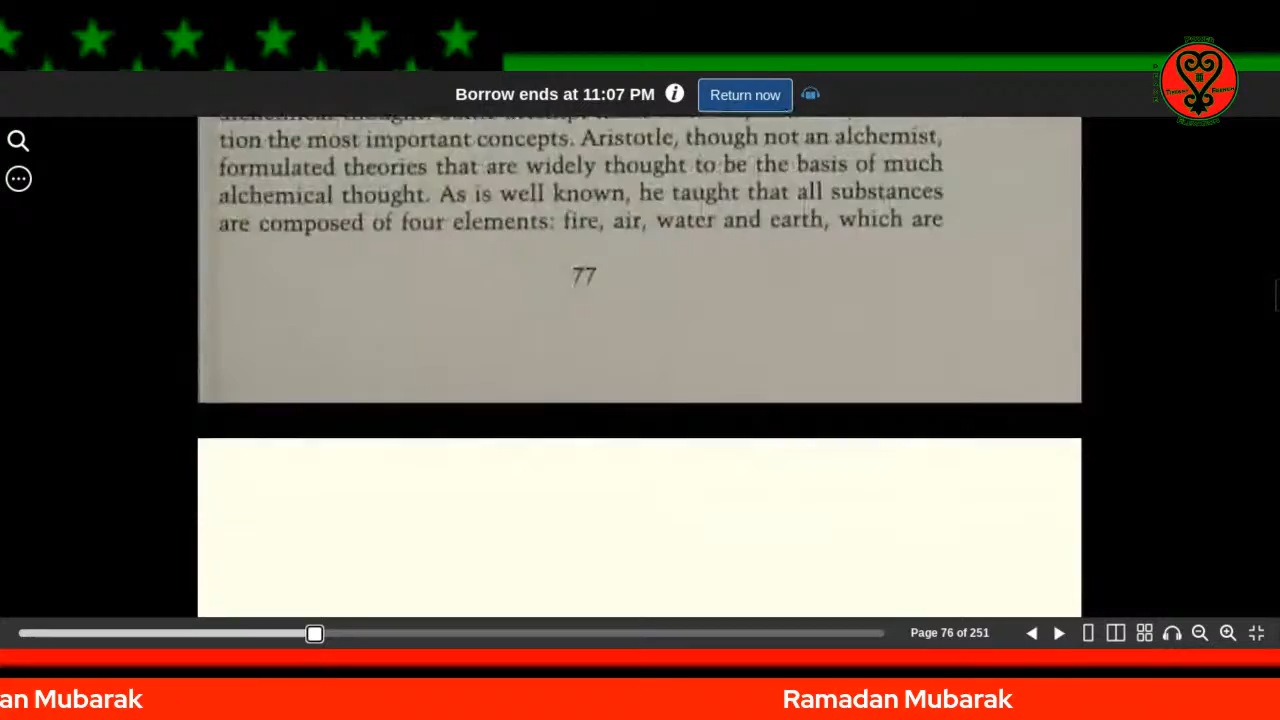 Borrow ends at 11:07 PM
Return now
tion the most important concepts. Aristotle, though not an alchemist,
formulated theories that are widely thought to be the basis of much
alchemical thought. As is well known, he taught that all substances
are composed of four elements: fire, air, water and earth, which are
77
Page 76 of 251
an Mubarak
Ramadan Mubarak